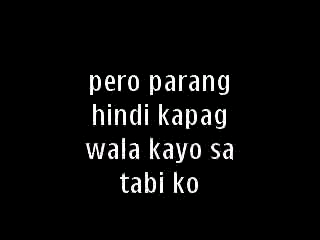 pero parang
hindi kapag
wala kayo sa
tabi ko